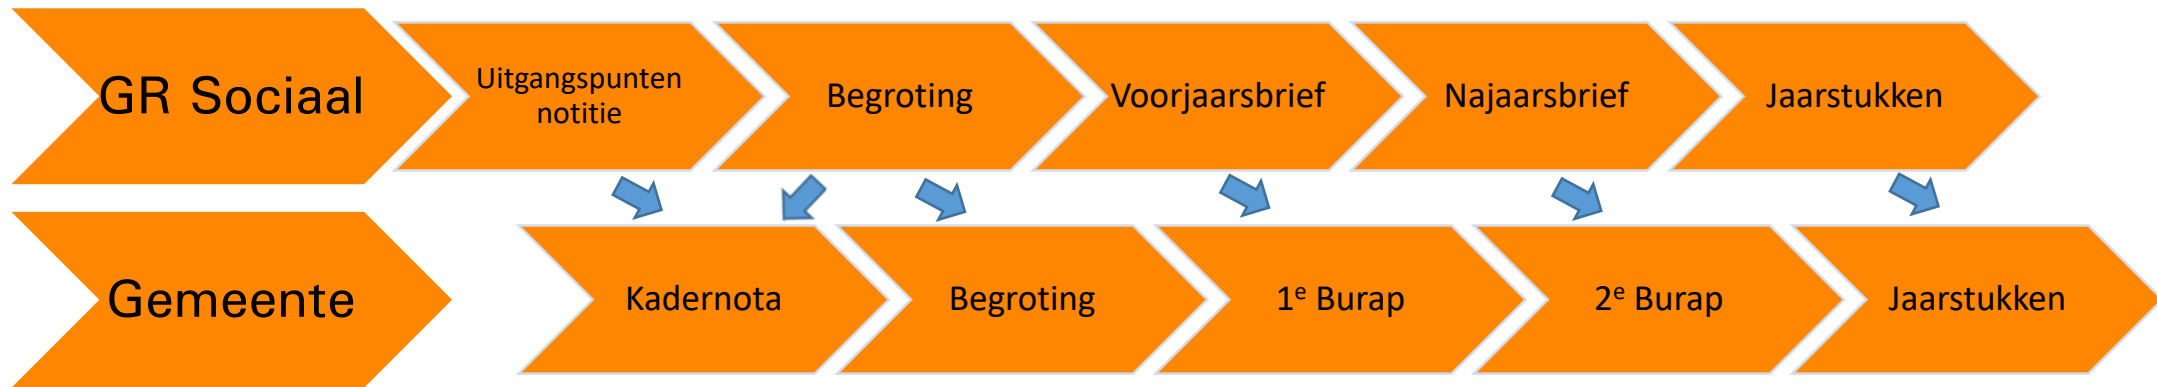 GR Sociaal
Uitgangspunten
notitie
Begroting
Voorjaarsbrief
Najaarsbrief
Jaarstukken
Gemeente
Kadernota
Begroting
1e Burap
2e Burap
Jaarstukken